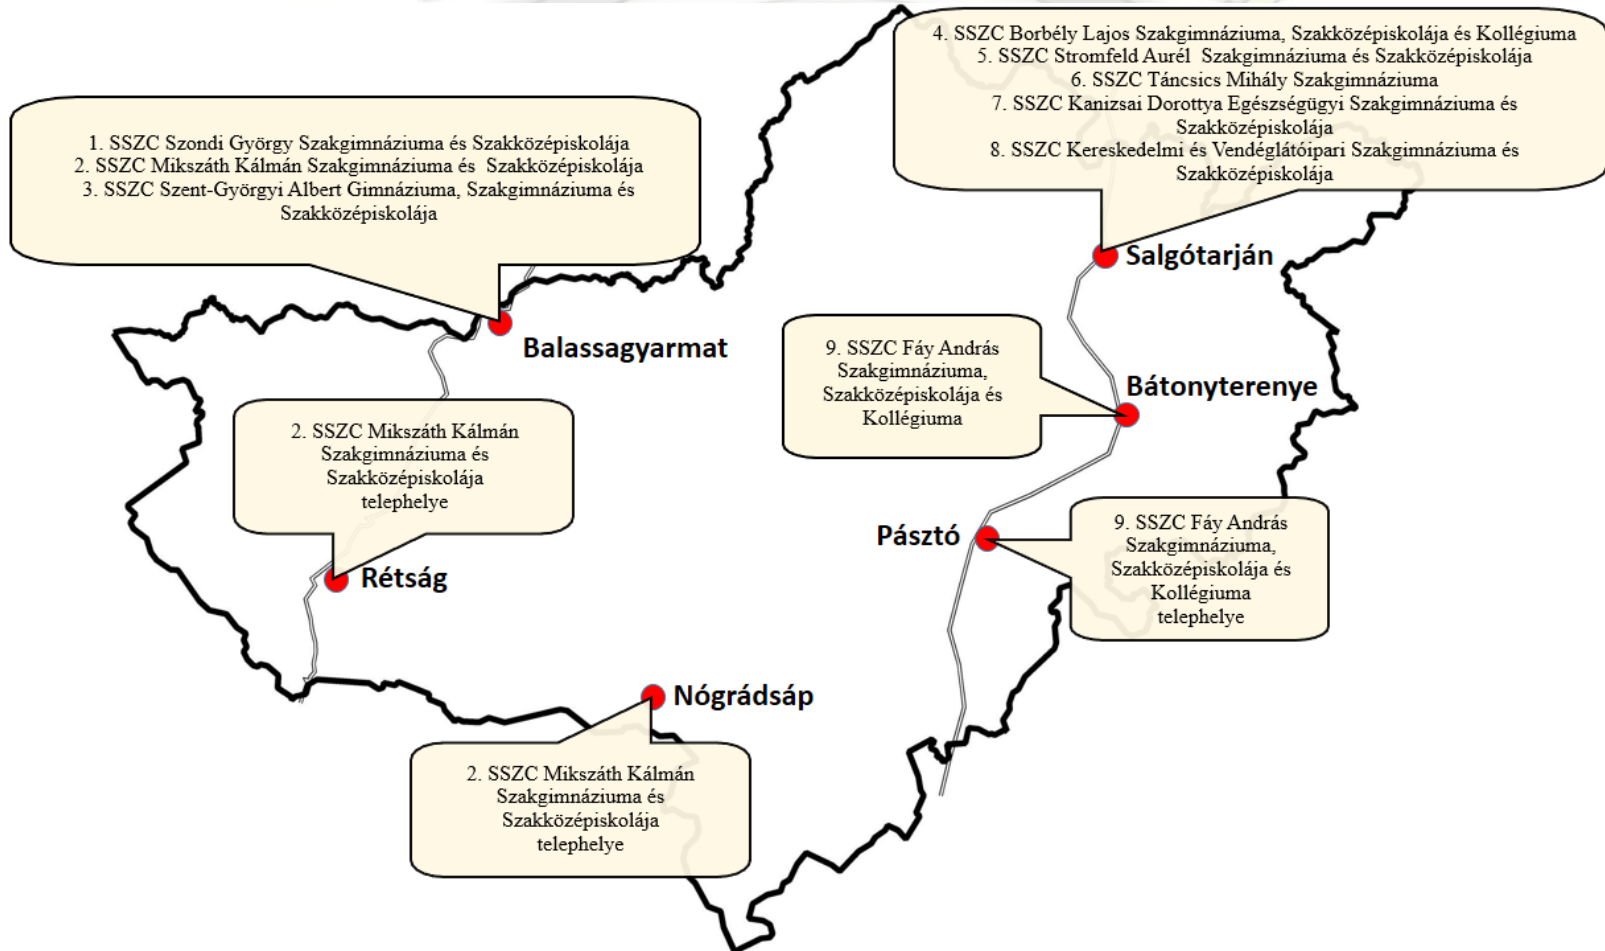 4. SSZC Borbély Lajos Szakgimnáziuma, Szakközépiskolája és Kollégiuma
5. SSZC Stromfeld Aurél Szakgimnáziuma és Szakközépiskolája
6. SSZC Táncsics Mihály Szakgimnáziuma
7. SSZC Kanizsai Dorottya Egészségügyi Szakgimnáziuma és
Szakközépiskolája
8. SSZC Kereskedelmi és Vendéglátóipari Szakgimnáziuma és
Szakközépiskolája
1. SSZC Szondi György Szakgimnáziuma és Szakközépiskolája
2. SSZC Mikszáth Kálmán Szakgimnáziuma és Szakközépiskolája
3. SSZC Szent-Györgyi Albert Gimnáziuma, Szakgimnáziuma és
Szakközépiskolája
Salgótarján
Balassagyarmat
9. SSZC Fáy András
Szakgimnáziuma,
Szakközépiskolája és
Kollégiuma
Bátonyterenye
2. SSZC Mikszáth Kálmán
Szakgimnáziuma és
Szakközépiskolája
telephelye
Pásztó
9. SSZC Fáy András
Szakgimnáziuma,
Szakközépiskolája és
Kollégiuma
telephelye
Rétság
Nógrádsáp
2. SSZC Mikszáth Kálmán
Szakgimnáziuma és
Szakközépiskolája
telephelye